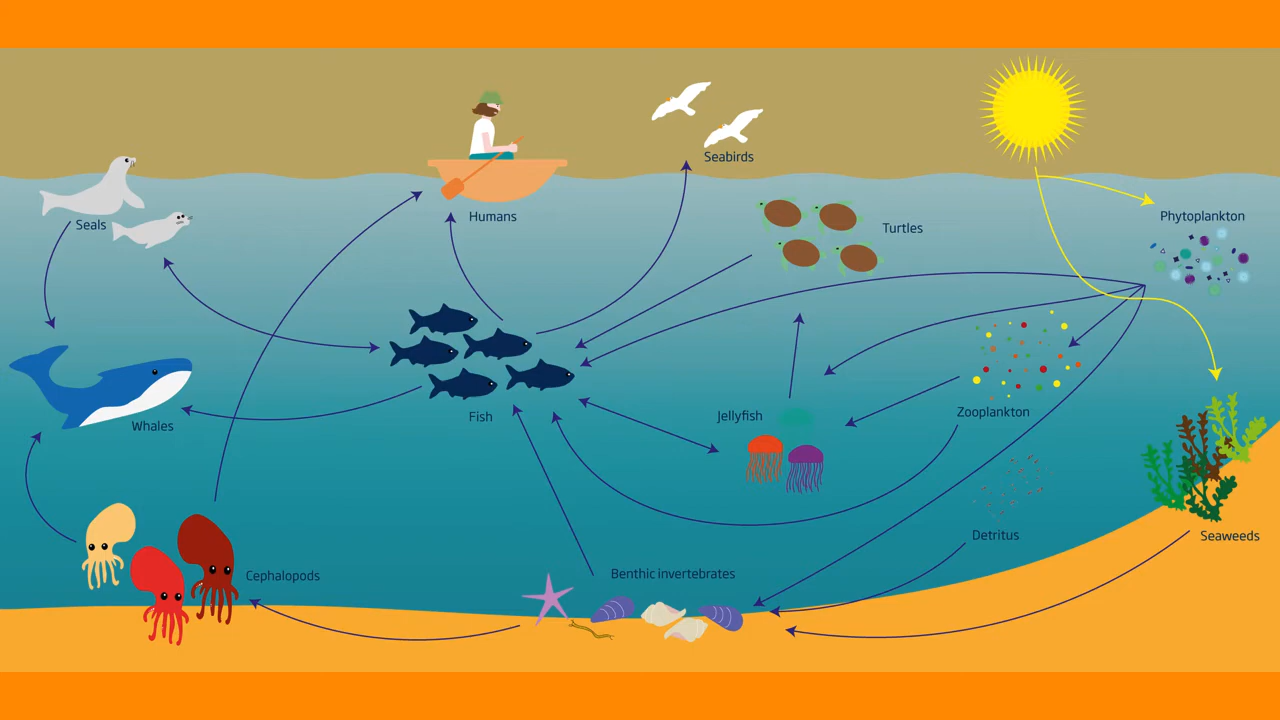 Seabirds
Humans
Phytoplankton
Seals
Turtles
Fish
Jellyfish
Zooplankton
Whales
Detritus
Seaweeds
Cephalopods
Benthic invertebrates